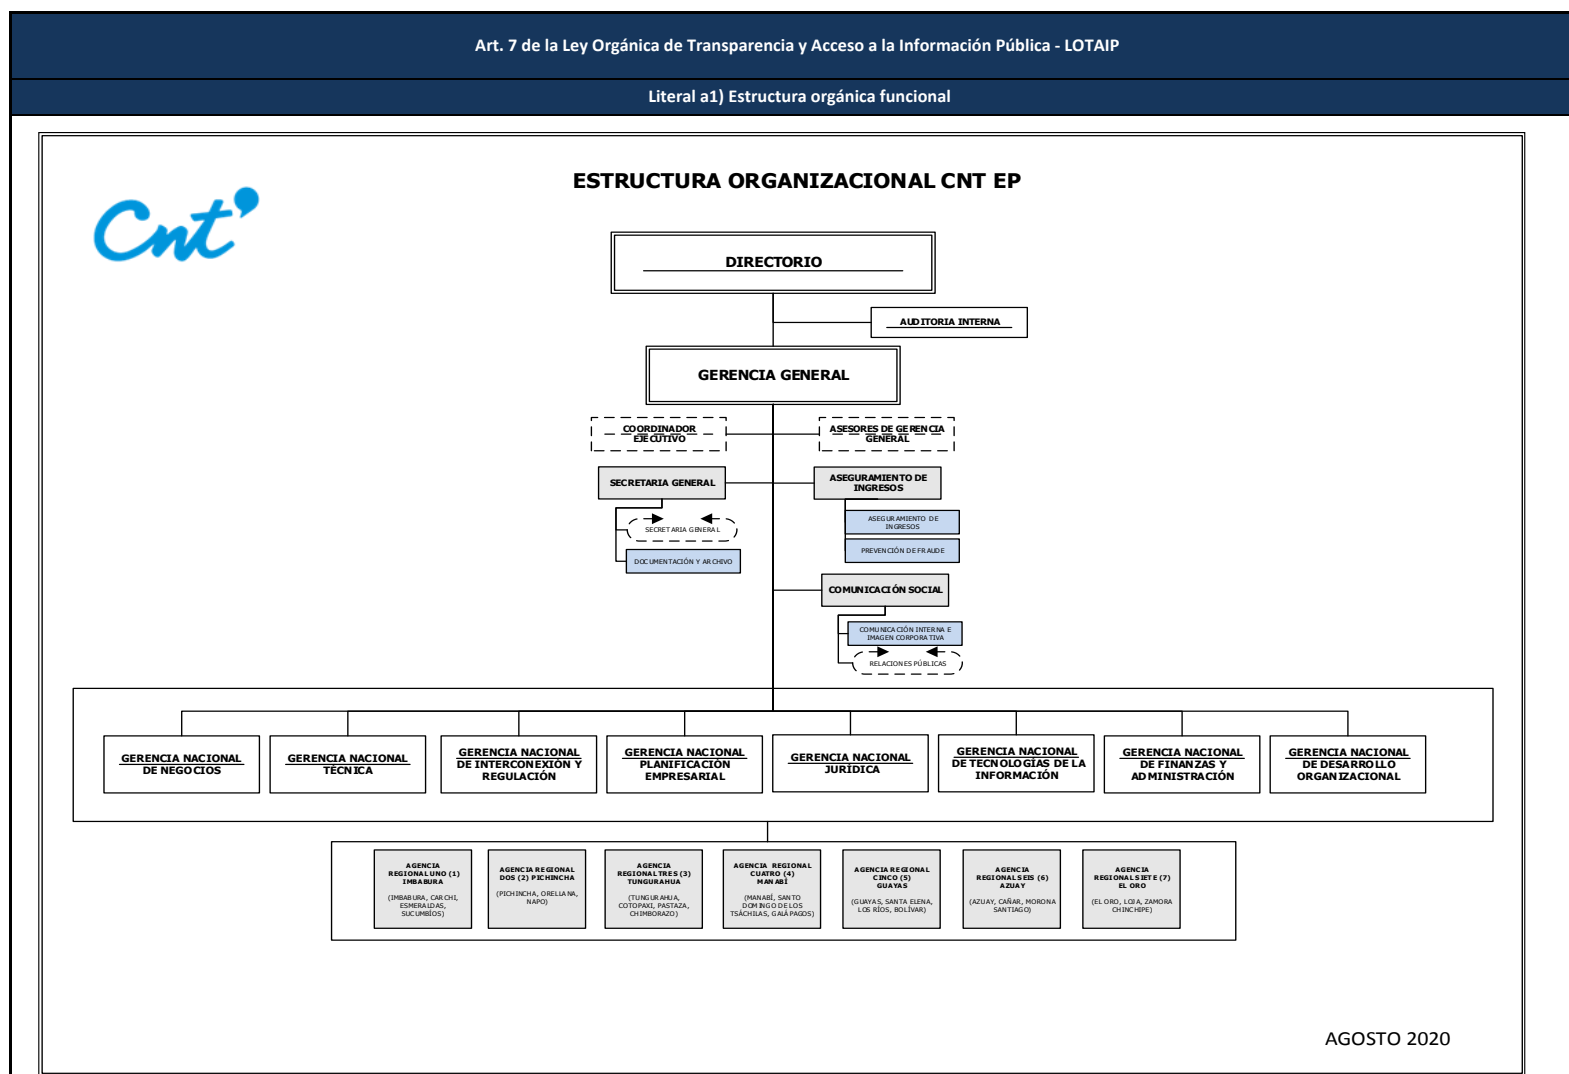 Art. 7 de la Ley Orgánica de Transparencia y Acceso a la Información Pública - LOTAIP
Literal a1) Estructura orgánica funcional
Cnt
ESTRUCTURA ORGANIZACIONAL CNT EP
DIRECTORIO
AUDITORIA INTERNA
GERENCIA GENERAL
COORDINADOR
EJECUTIVO
ASESORES DE GERENCIA
GENERAL
SECRETARIA GENERAL
ASEGURAMIENTO DE
INGRESOS
SECRETARIA GENERAL
DOCUMENTACIÓN Y ARCHIVO
ASEGURAMIENTO DE
INGRESOS
PREVENCIÓN DE FRAUDE
COMUNICACIÓN SOCIAL
COMUNICACIÓN INTERNA E
IMAGEN CORPORATIVA
RELACIONES PÚBLICAS
GERENCIA NACIONAL
DE NEGOCIOS
GERENCIA NACIONAL
TÉCNICA
GERENCIA NACIONAL
DE INTERCONEXIÓN Y
REGULACIÓN
GERENCIA NACIONAL
PLANIFICACIÓN
EMPRESARIAL
GERENCIA NACIONAL
JURÍDICA
GERENCIA NACIONAL
DE TECNOLOGÍAS DE LA
INFORMACIÓN
GERENCIA NACIONAL
DE FINANZAS Y
ADMINISTRACIÓN
GERENCIA NACIONAL
DE DESARROLLO
ORGANIZACIONAL
AGENCIA
REGIONAL UNO (1)
IMBABURA
(IMBABURA, CARCHI,
ESMERALDAS,
SUCUMBÍOS)
AGENCIA REGIONAL
DOS (2) PICHINCHA
(PICHINCHA, ORELLANA,
NAPO)
AGENCIA
REGIONAL TRES (3)
TUNGURAHUA
(TUNGURAHUA,
COTOPAXI, PASTAZA,
CHIMBORAZO)
AGENCIA REGIONAL
CUATRO (4)
MANABÍ
(MANABÍ, SANTO
DOMINGO DE LOS
TSÁCHILAS, GALÁPAGOS)
AGENCIA REGIONAL
CINCO (5)
GUAYAS
(GUAYAS, SANTA ELENA,
LOS RÍOS, BOLÍVAR)
AGENCIA
REGIONAL SEIS (6)
AZUAY
(AZUAY, CAÑAR, MORONA
SANTIAGO)
AGENCIA
REGIONAL SIETE (7)
EL ORO
(EL ORO, LOJA, ZAMORA
CHINCHIPE)
AGOSTO 2020